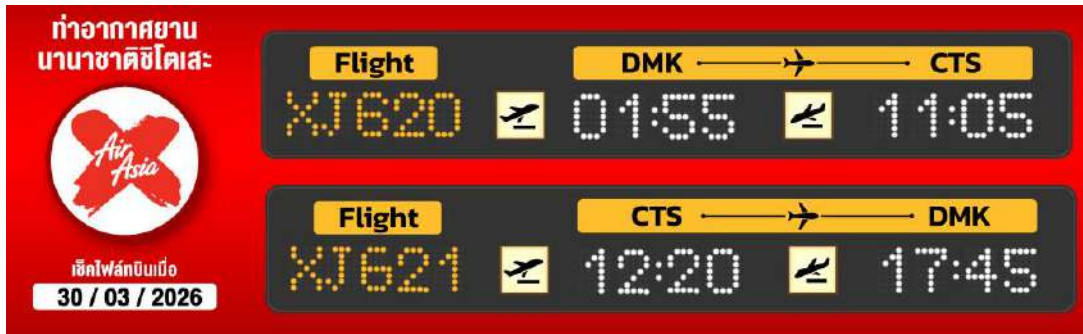 ท่าอากาศยาน
นานาชาติชิโตเสะ
Air
Asia
เช็คไฟล์ทบินเมื่อ
30 / 03 / 2026
Flight
DMK CTS
XJ620 01:55 11:05
Flight
CTS DMK
XJ621 12:20 17:45